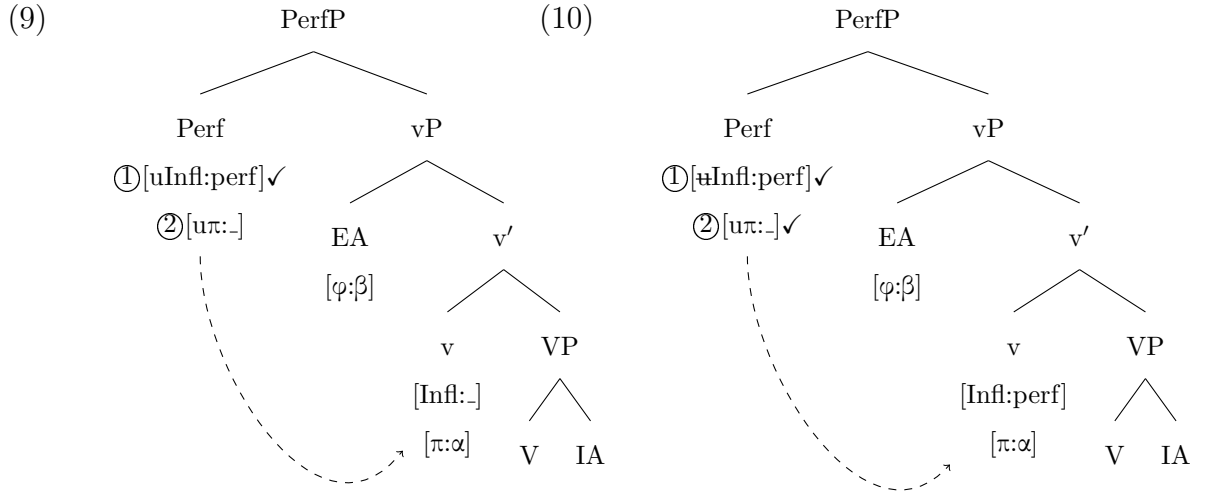 (9) PerfP (10) PerfP
Perf vP Perf vP
①[uInfl:perf]✓ ①[u̶Infl:perf]✓
②[uπ:_] ②[uπ:_]✓
EA v′ EA v′
[φ:β] [φ:β]
v VP v VP
[Infl:_] [Infl:perf]
[π:α] V IA [π:α] V IA